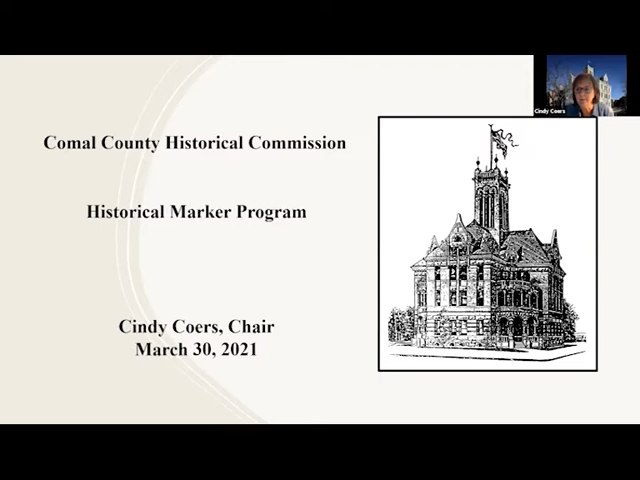 Cindy Coers
Comal County Historical Commission
Historical Marker Program
Cindy Coers, Chair
March 30, 2021